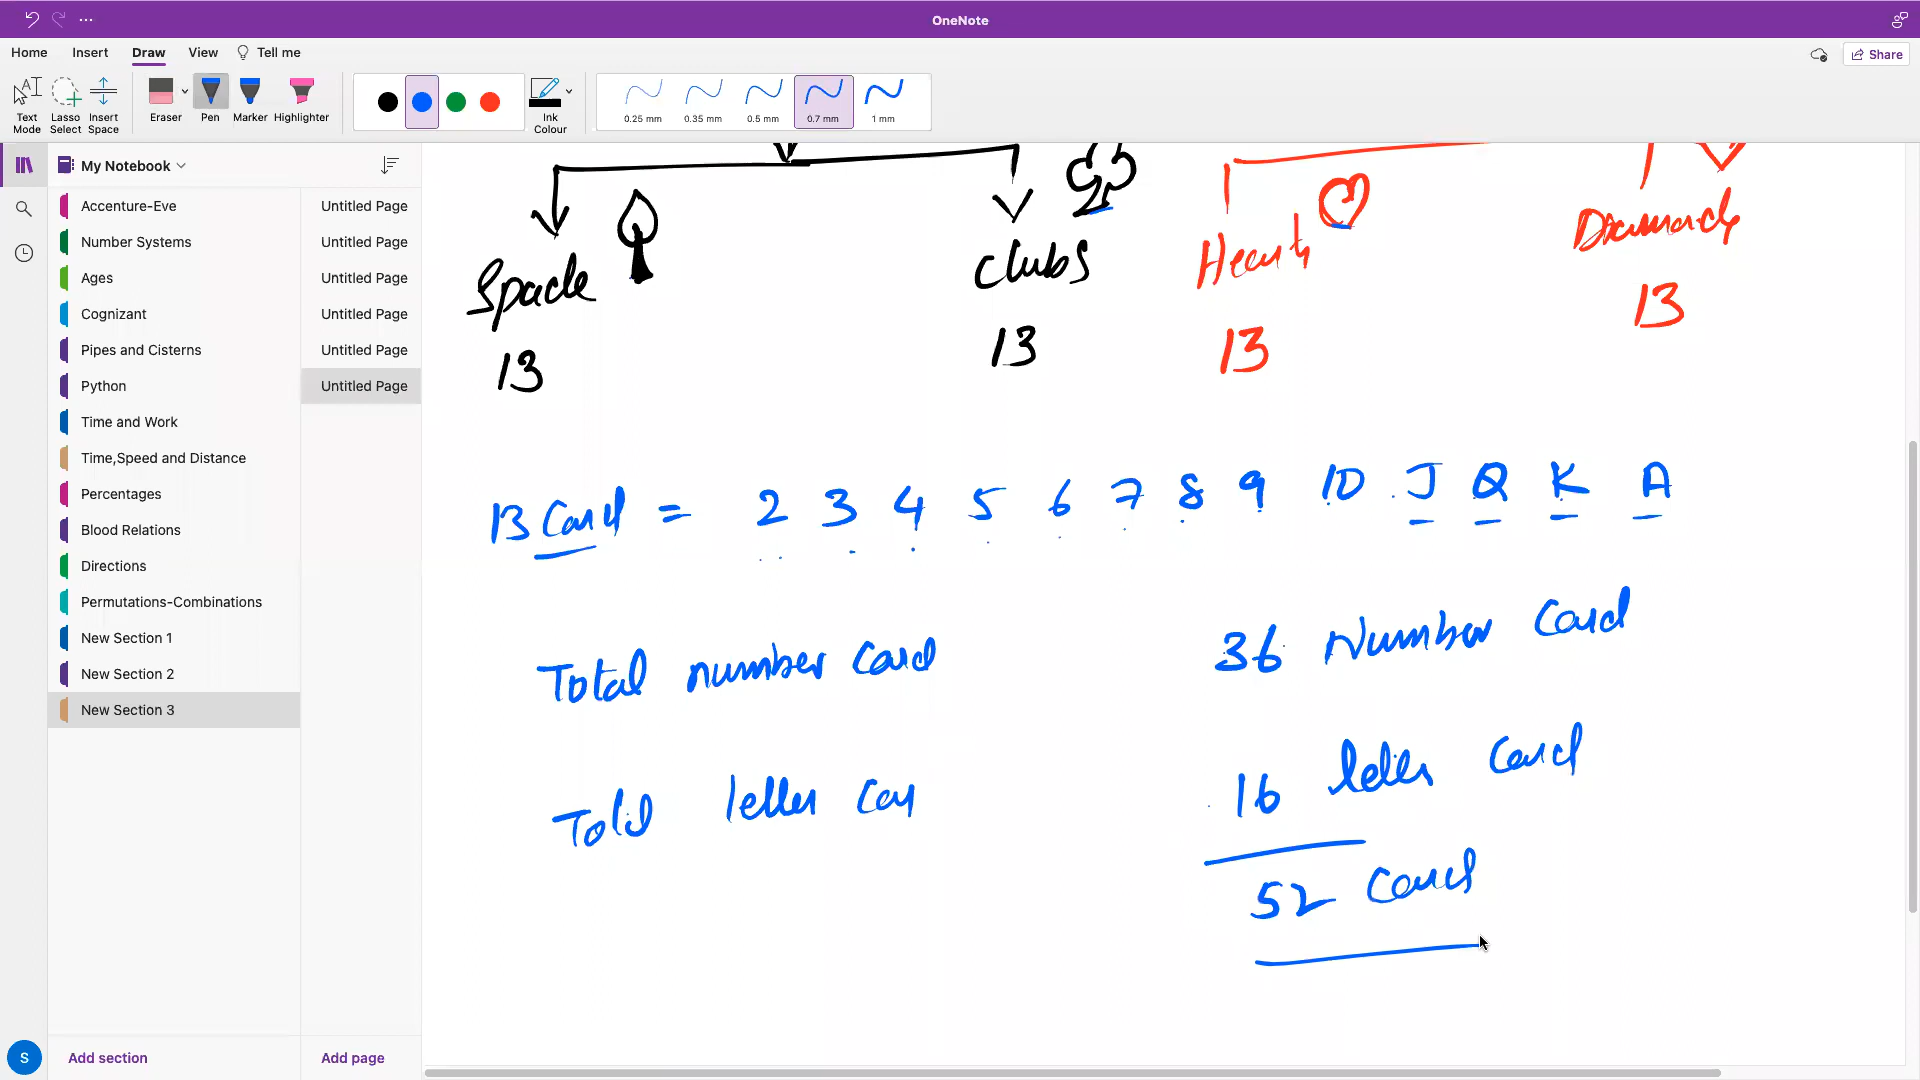 OneNote
Home Insert Draw View Tell me Share
Text Mode Lasso Select Insert Space Eraser Pen Marker Highlighter Ink Colour 0.25 mm 0.35 mm 0.5 mm 0.7 mm 1 mm
My Notebook
Accenture-Eve
Number Systems
Ages
Cognizant
Pipes and Cisterns
Python
Time and Work
Time,Speed and Distance
Percentages
Blood Relations
Directions
Permutations-Combinations
New Section 1
New Section 2
New Section 3
Untitled Page
Untitled Page
Untitled Page
Untitled Page
Untitled Page
Untitled Page
Spade Clubs Heart Diamond
13 13 13 13
13 Card = 2 3 4 5 6 7 8 9 10 J Q K A
Total number card 36 Number Card
Total letter car 16 letter card
52 Card
S Add section Add page